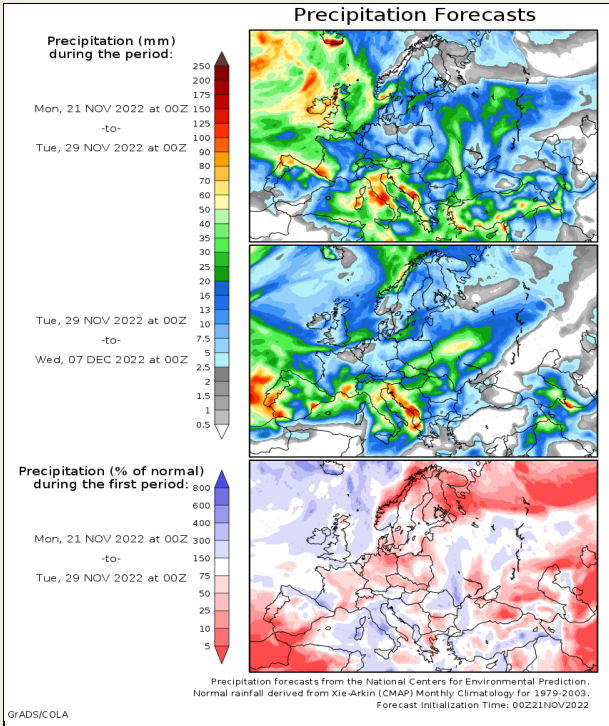 Precipitation Forecasts
Precipitation (mm)
during the period:
Mon, 21 NOV 2022 at 00Z
-to-
Tue, 29 NOV 2022 at 00Z
250
200
175
150
125
100
90
80
70
60
50
40
35
30
25
20
16
13
10
7.5
5
2.5
2
1.5
1
0.5
Tue, 29 NOV 2022 at 00Z
-to-
Wed, 07 DEC 2022 at 00Z
Precipitation (% of normal)
during the first period:
800
600
400
300
150
75
50
25
10
5
Mon, 21 NOV 2022 at 00Z
-to-
Tue, 29 NOV 2022 at 00Z
Precipitation forecasts from the National Centers for Environmental Prediction.
Normal rainfall derived from Xie-Arkin (CMAP) Monthly Climatology for 1979-2003.
Forecast Initialization Time: 00Z21NOV2022
GrADS/COLA